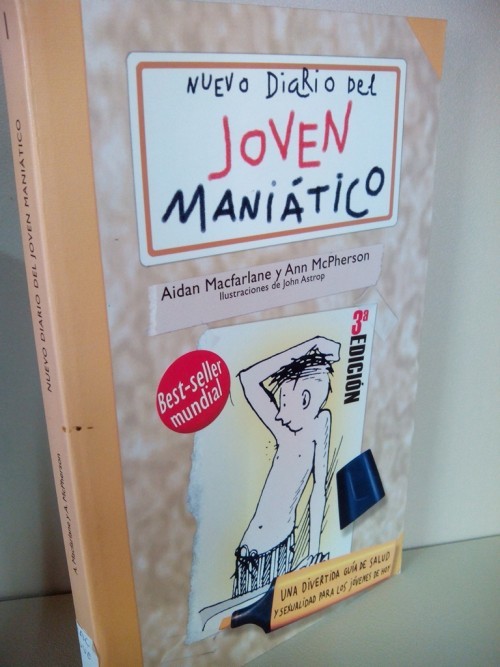 NUEVO DIARIO DEL
JOVEN
MANIÁTICO
Aidan Macfarlane y Ann McPherson
Ilustraciones de John Astrop
3ª EDICIÓN
Best-seller
mundial
UNA DIVERTIDA GUÍA DE SALUD
Y SEXUALIDAD PARA LOS JÓVENES DE HOY
NUEVO DIARIO DEL JOVEN MANIÁTICO
A. Macfarlane y A. McPherson